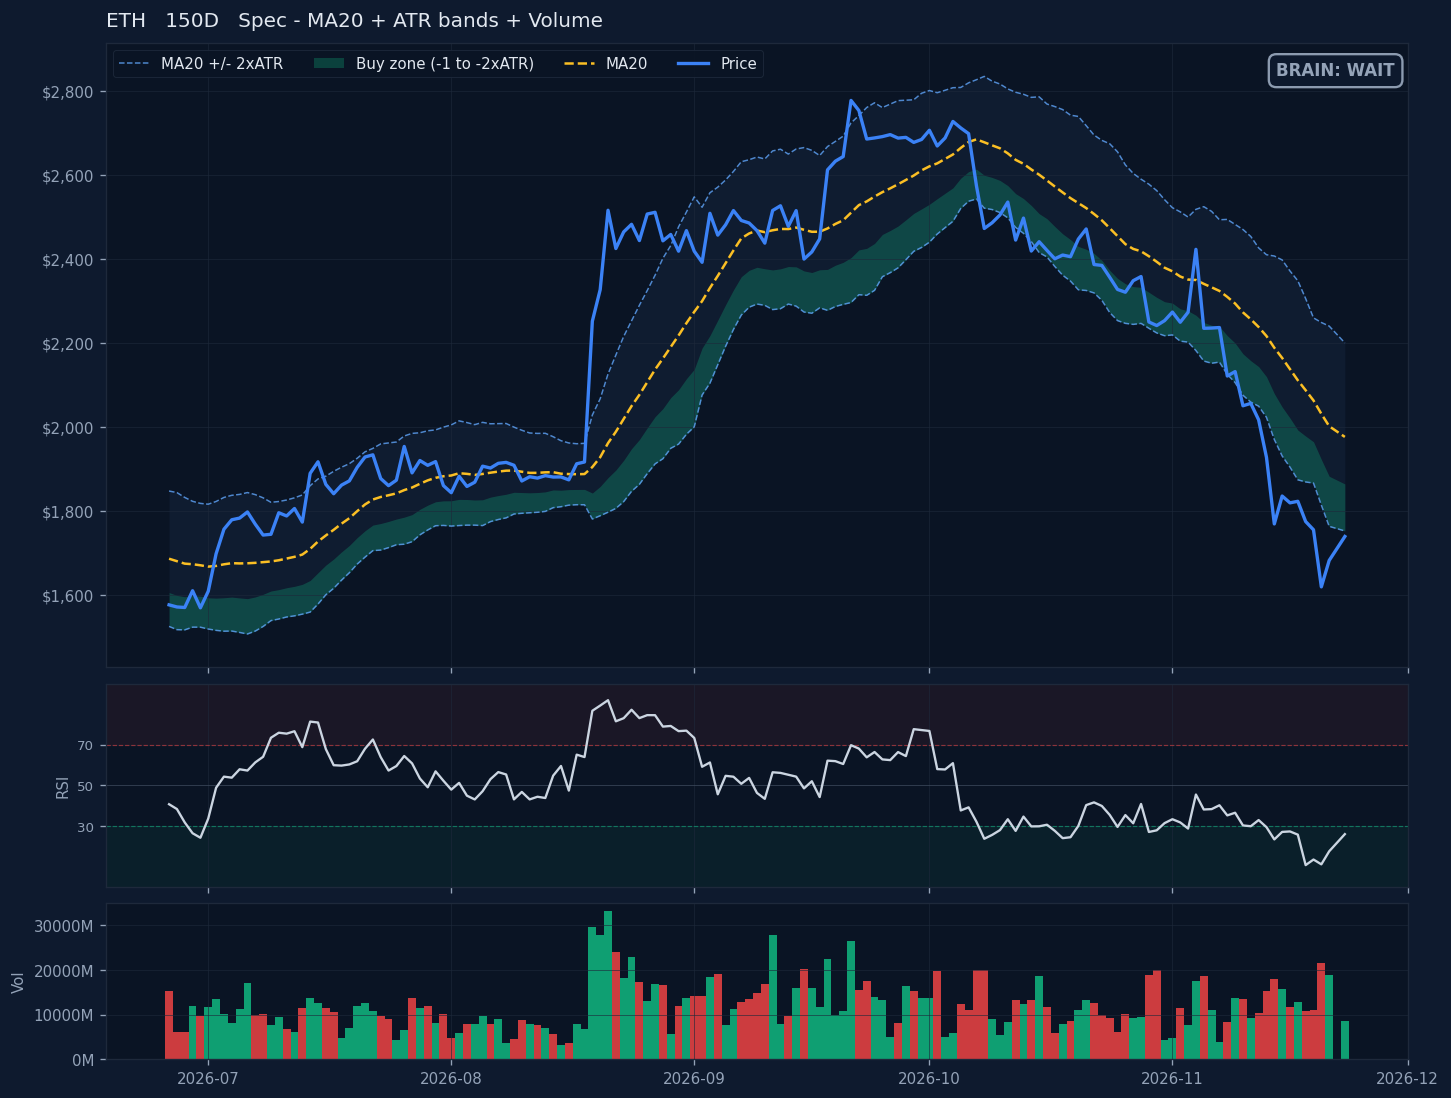 ETH   150D   Spec - MA20 + ATR bands + Volume
MA20 +/- 2xATR   Buy zone (-1 to -2xATR)   MA20   Price
BRAIN: WAIT
$2,800
$2,600
$2,400
$2,200
$2,000
$1,800
$1,600
70
50
30
RSI
30000M
20000M
10000M
0M
Vol
2026-07   2026-08   2026-09   2026-10   2026-11   2026-12